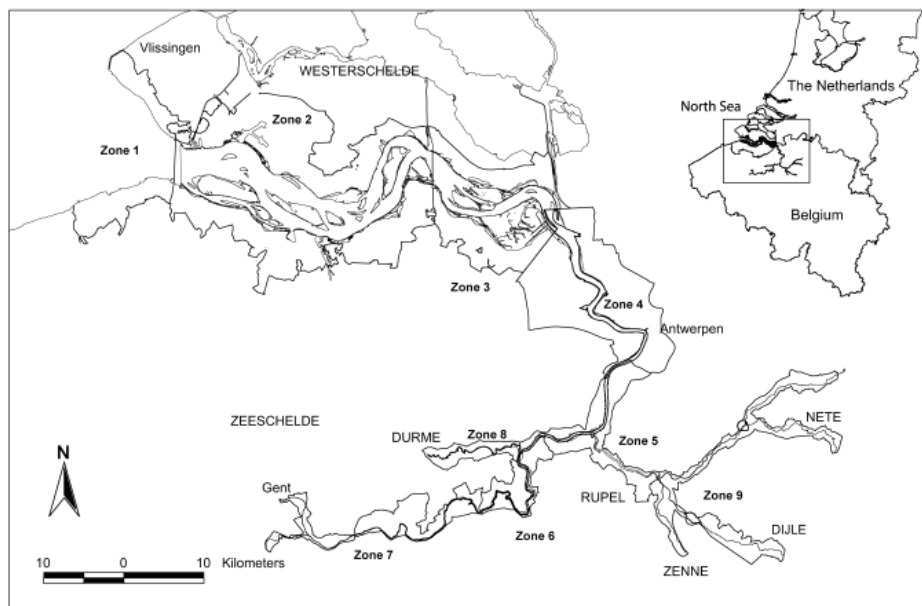 Vlissingen
WESTERSCHELDE
The Netherlands
North Sea
Zone 2
Zone 1
Belgium
Zone 3
Zone 4
Antwerpen
ZEESCHELDE
DURME
Zone 8
Zone 5
NETE
N
Gent
RUPEL
Zone 9
Zone 6
DIJLE
Zone 7
ZENNE
10 0 10
Kilometers